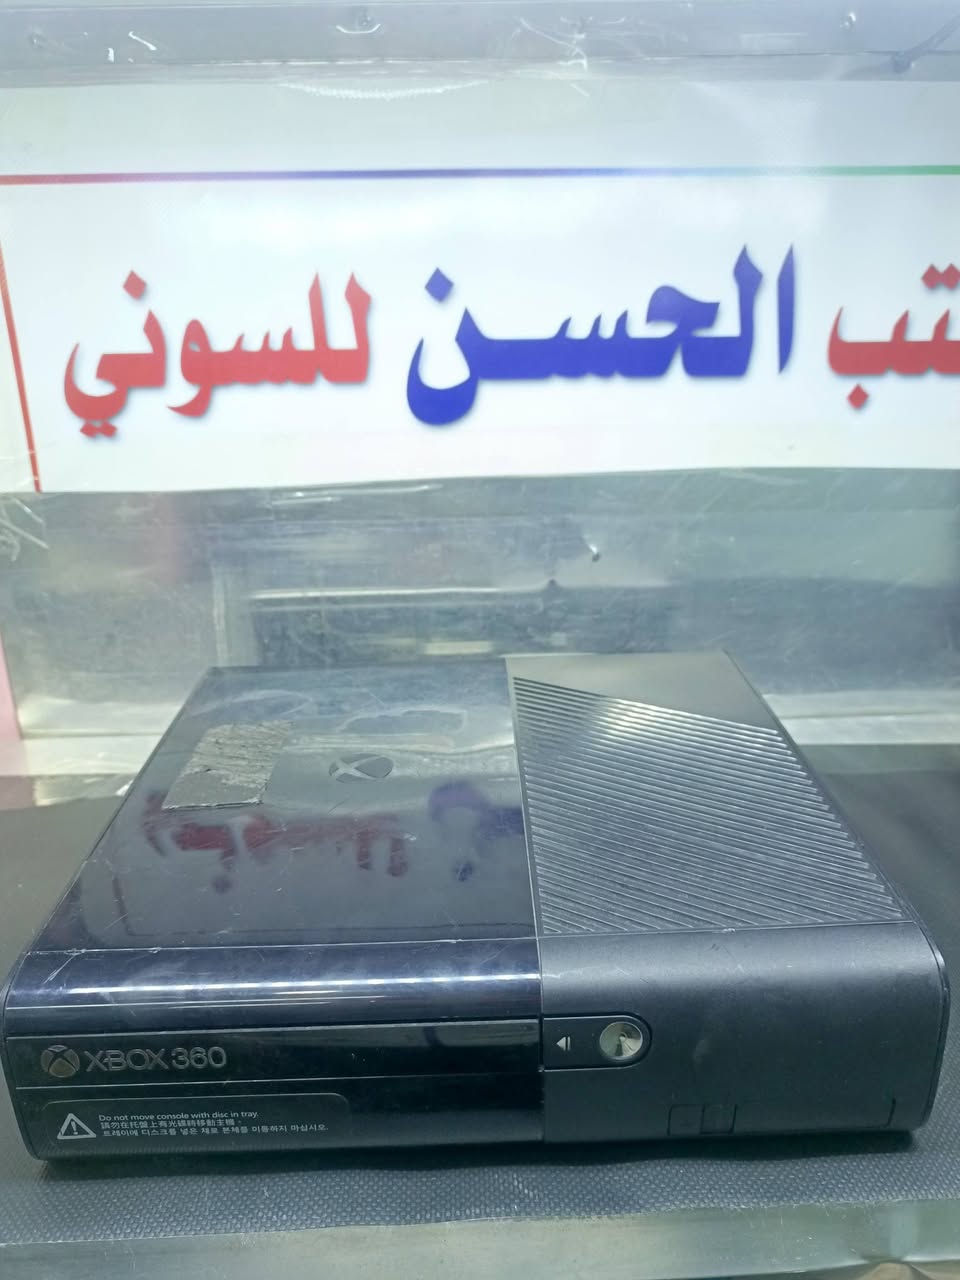 الحسن للسوني
XBOX 360
Do not move console with disc in tray.
請勿在托盤上有光碟時移動主機。
트레이에 디스크를 넣은 채로 본체를 이동하지 마십시오.